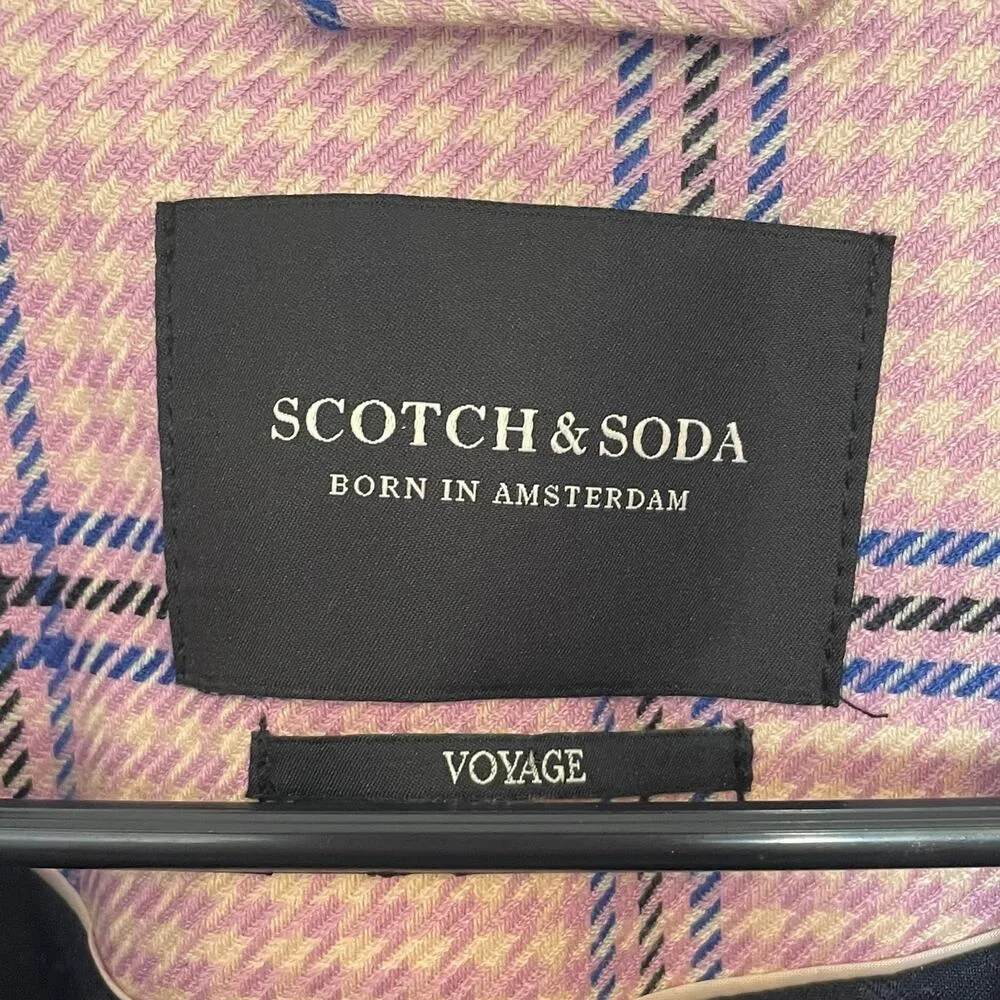 SCOTCH & SODA
BORN IN AMSTERDAM
VOYAGE